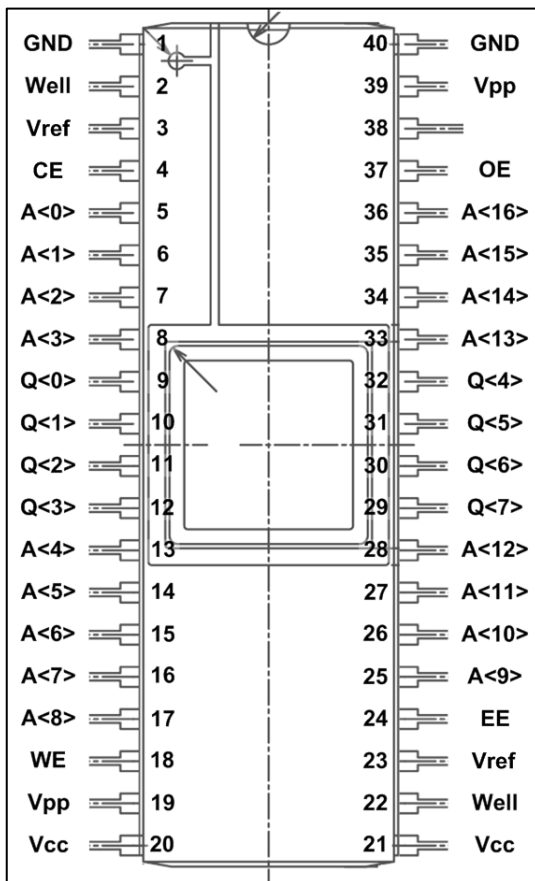 GND 1 40 GND
Well 2 39 Vpp
Vref 3 38
CE 4 37 OE
A<0> 5 36 A<16>
A<1> 6 35 A<15>
A<2> 7 34 A<14>
A<3> 8 33 A<13>
Q<0> 9 32 Q<4>
Q<1> 10 31 Q<5>
Q<2> 11 30 Q<6>
Q<3> 12 29 Q<7>
A<4> 13 28 A<12>
A<5> 14 27 A<11>
A<6> 15 26 A<10>
A<7> 16 25 A<9>
A<8> 17 24 EE
WE 18 23 Vref
Vpp 19 22 Well
Vcc 20 21 Vcc